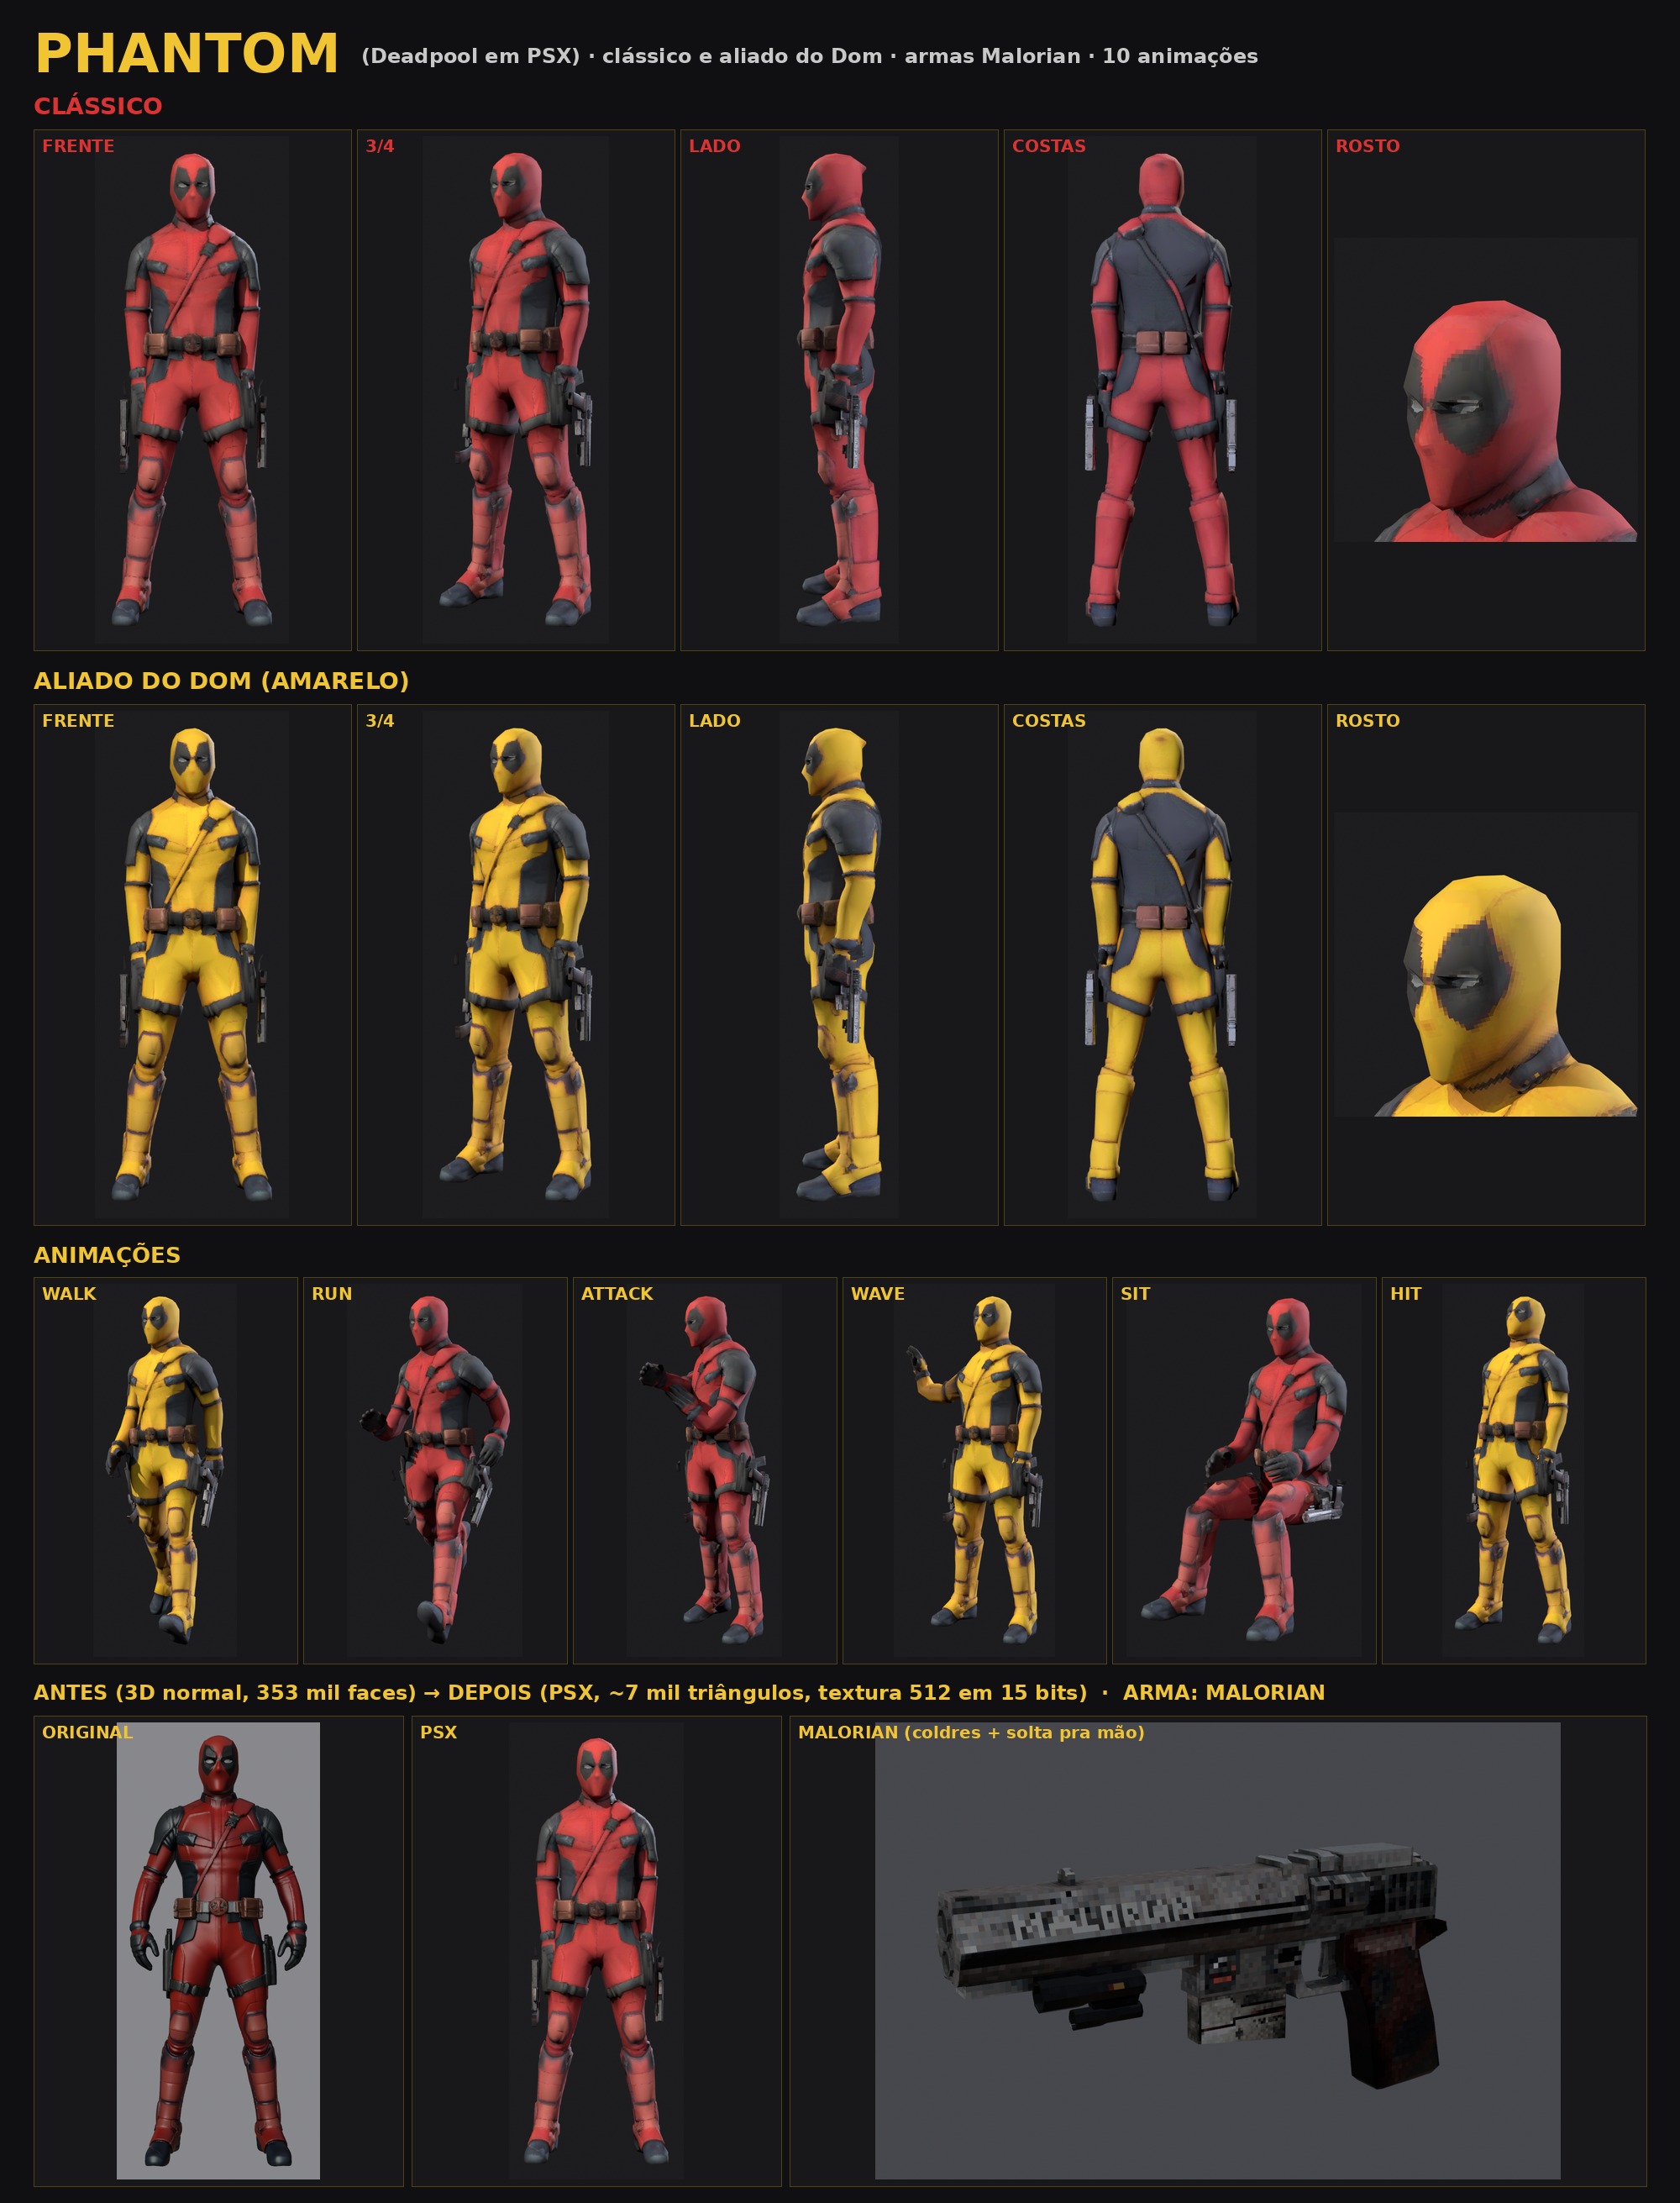 PHANTOM (Deadpool em PSX) · clássico e aliado do Dom · armas Malorian · 10 animações
CLÁSSICO
FRENTE
3/4
LADO
COSTAS
ROSTO
ALIADO DO DOM (AMARELO)
FRENTE
3/4
LADO
COSTAS
ROSTO
ANIMAÇÕES
WALK
RUN
ATTACK
WAVE
SIT
HIT
ANTES (3D normal, 353 mil faces) → DEPOIS (PSX, ~7 mil triângulos, textura 512 em 15 bits) · ARMA: MALORIAN
ORIGINAL
PSX
MALORIAN (coldres + solta pra mão)
MALORIAN